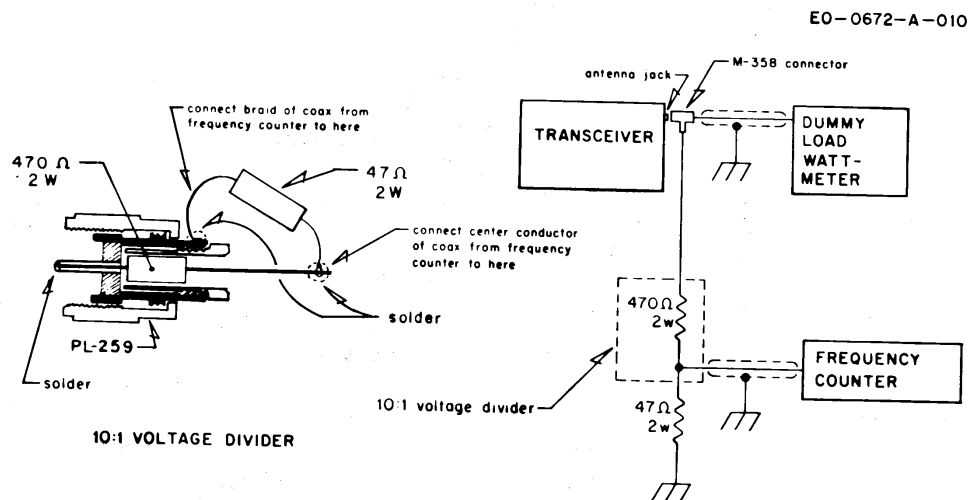 EO-0672-A-010
connect braid of coax from
frequency counter to here
470 Ω
2 W
47 Ω
2 W
connect center conductor
of coax from frequency
counter to here
solder
PL-259
solder
10:1 VOLTAGE DIVIDER
antenna jack
M-358 connector
TRANSCEIVER
DUMMY
LOAD
WATT-
METER
470Ω
2w
10:1 voltage divider
47Ω
2w
FREQUENCY
COUNTER